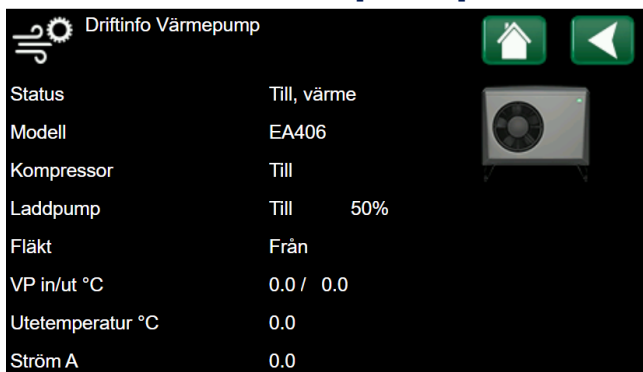 Driftinfo Värmepump
Status Till, värme
Modell EA406
Kompressor Till
Laddpump Till 50%
Fläkt Från
VP in/ut °C 0.0 / 0.0
Utetemperatur °C 0.0
Ström A 0.0